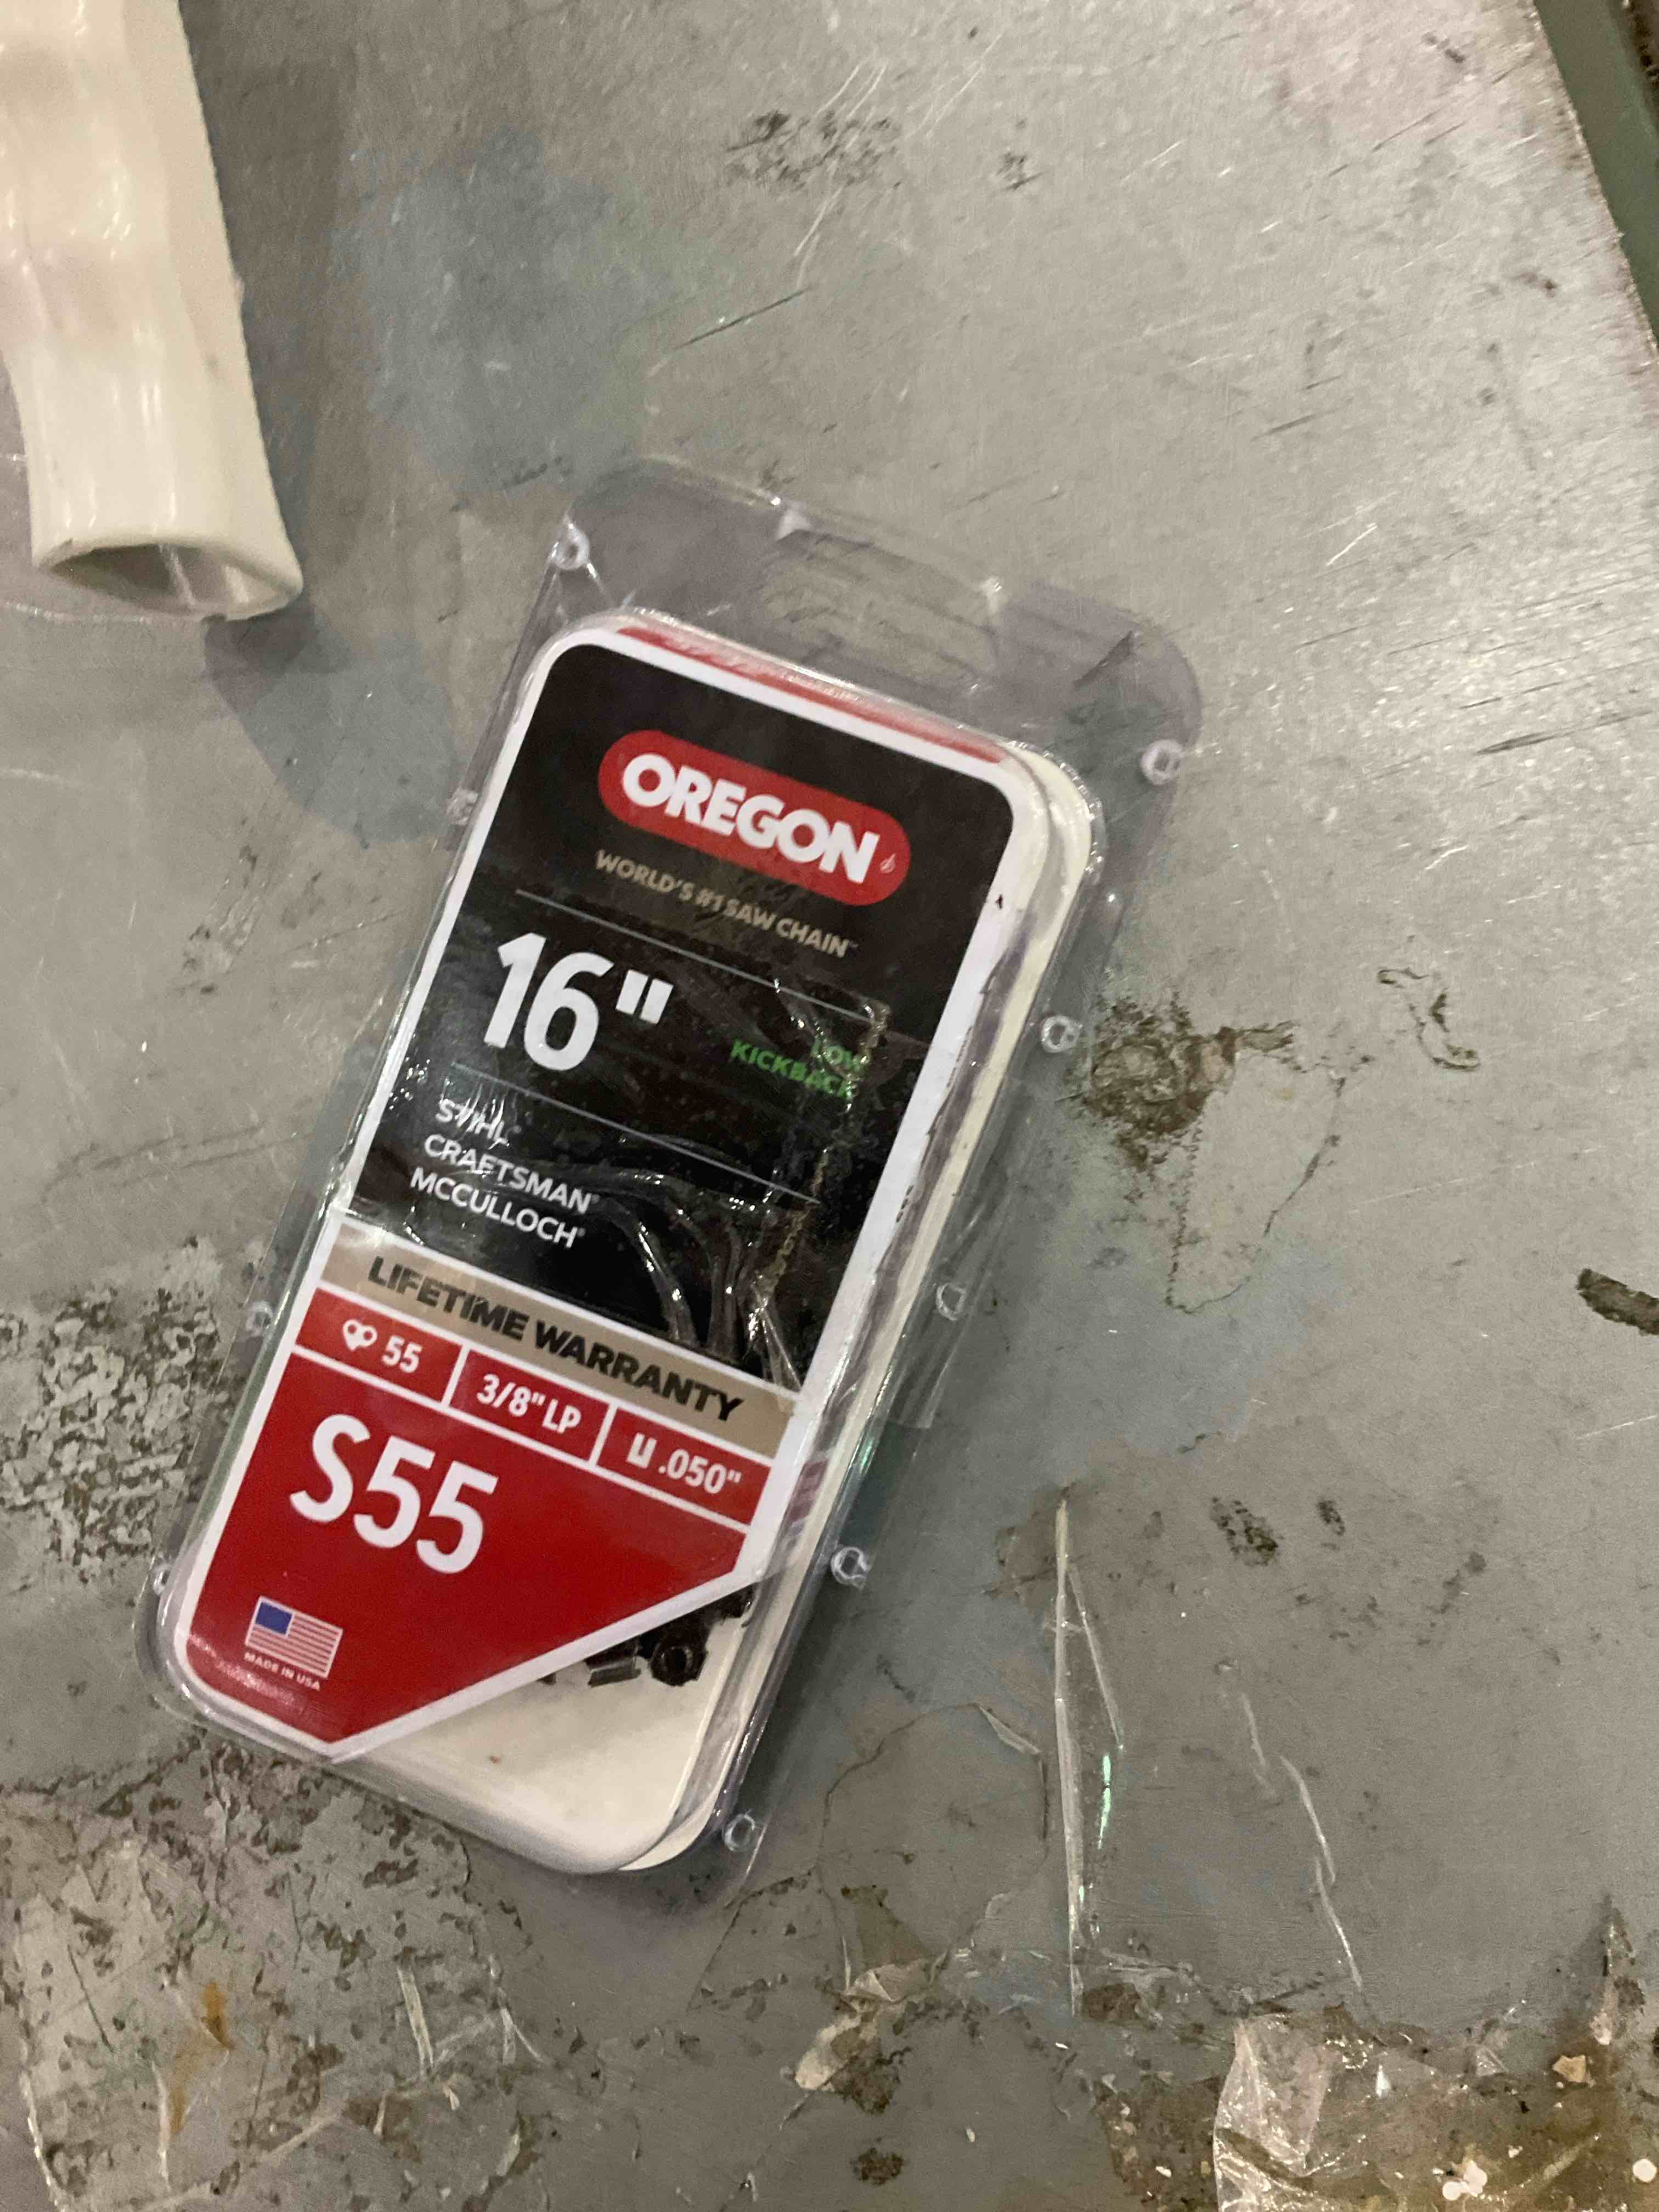 OREGON
WORLD'S #1 SAW CHAIN™
16"
LOW
KICKBACK
STIHL®
CRAFTSMAN®
MCCULLOCH®
LIFETIME WARRANTY
55
3/8" LP
.050"
S55
MADE IN USA